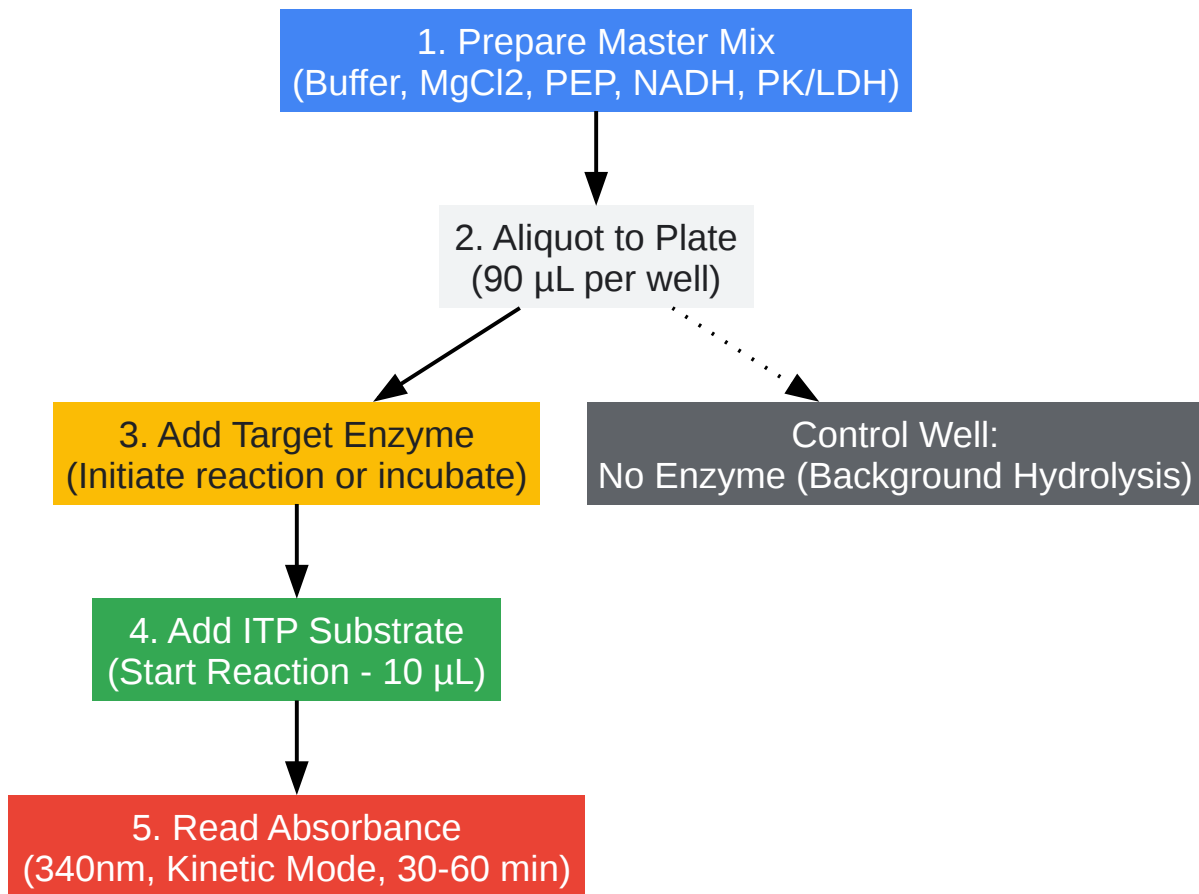 1. Prepare Master Mix
(Buffer, MgCl2, PEP, NADH, PK/LDH)
2. Aliquot to Plate
(90 µL per well)
3. Add Target Enzyme
(Initiate reaction or incubate)
Control Well:
No Enzyme (Background Hydrolysis)
4. Add ITP Substrate
(Start Reaction - 10 µL)
5. Read Absorbance
(340nm, Kinetic Mode, 30-60 min)